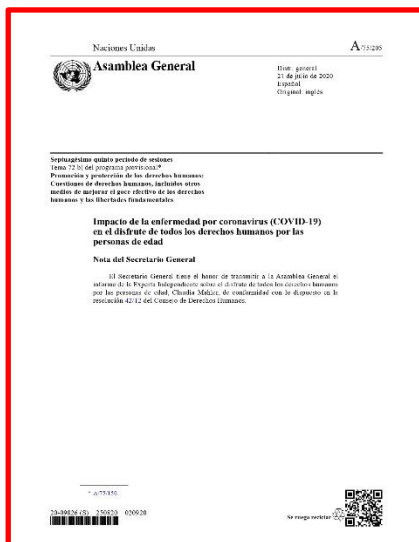 Naciones Unidas
A/75/205
Asamblea General
Distr. general
21 de julio de 2020
Español
Original: inglés
Septuagésimo quinto período de sesiones
Tema 72 b) del programa provisional*
Promoción y protección de los derechos humanos:
Cuestiones de derechos humanos, incluidos otros
medios de mejorar el goce efectivo de los derechos
humanos y las libertades fundamentales
Impacto de la enfermedad por coronavirus (COVID-19)
en el disfrute de todos los derechos humanos por las
personas de edad
Nota del Secretario General
El Secretario General tiene el honor de transmitir a la Asamblea General el
informe de la Experta Independiente sobre el disfrute de todos los derechos humanos
por las personas de edad, Claudia Mahler, de conformidad con lo dispuesto en la
resolución 42/12 del Consejo de Derechos Humanos.
* A/75/150.
20-09826 (S) 250820 020920
Se ruega reciclar